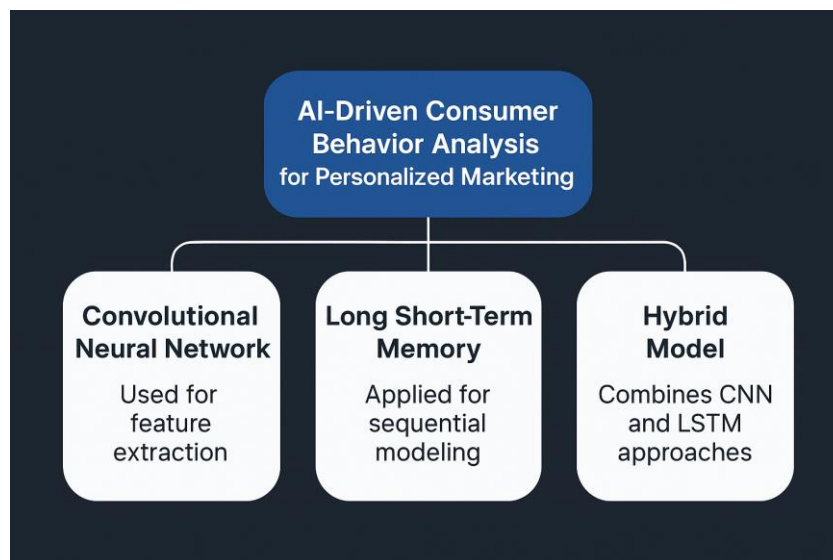 AI-Driven Consumer
Behavior Analysis
for Personalized Marketing
Convolutional
Neural Network
Used for
feature
extraction
Long Short-Term
Memory
Applied for
sequential
modeling
Hybrid
Model
Combines CNN
and LSTM
approaches